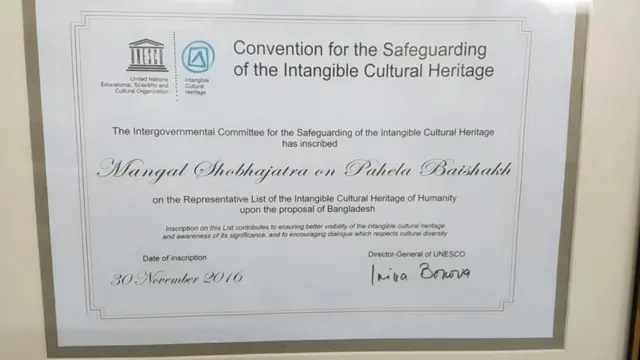 Convention for the Safeguarding
of the Intangible Cultural Heritage
United Nations
Educational, Scientific and
Cultural Organization
Intangible
Cultural
Heritage
The Intergovernmental Committee for the Safeguarding of the Intangible Cultural Heritage
has inscribed
Mangal Shobhajatra on Pahela Baishakh
on the Representative List of the Intangible Cultural Heritage of Humanity
upon the proposal of Bangladesh
Inscription on this List contributes to ensuring better visibility of the intangible cultural heritage
and awareness of its significance, and to encouraging dialogue which respects cultural diversity
Date of inscription
30 November 2016
Director-General of UNESCO
Irina Bokova